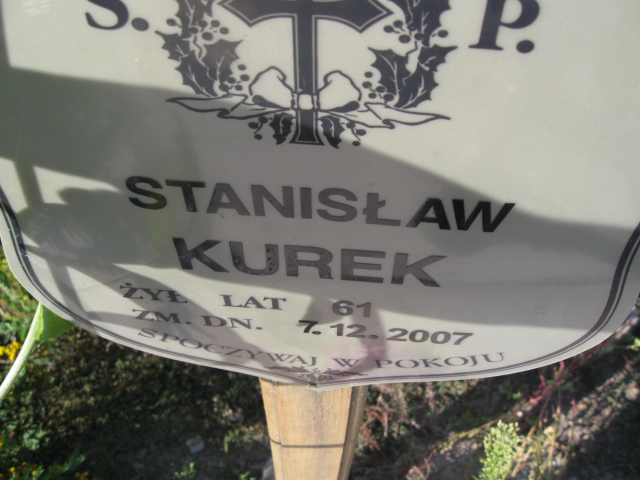 S. P.
STANISŁAW
KUREK
ŻYŁ LAT 61
ZM. DN. 7.12.2007
SPOCZYWAJ W POKOJU